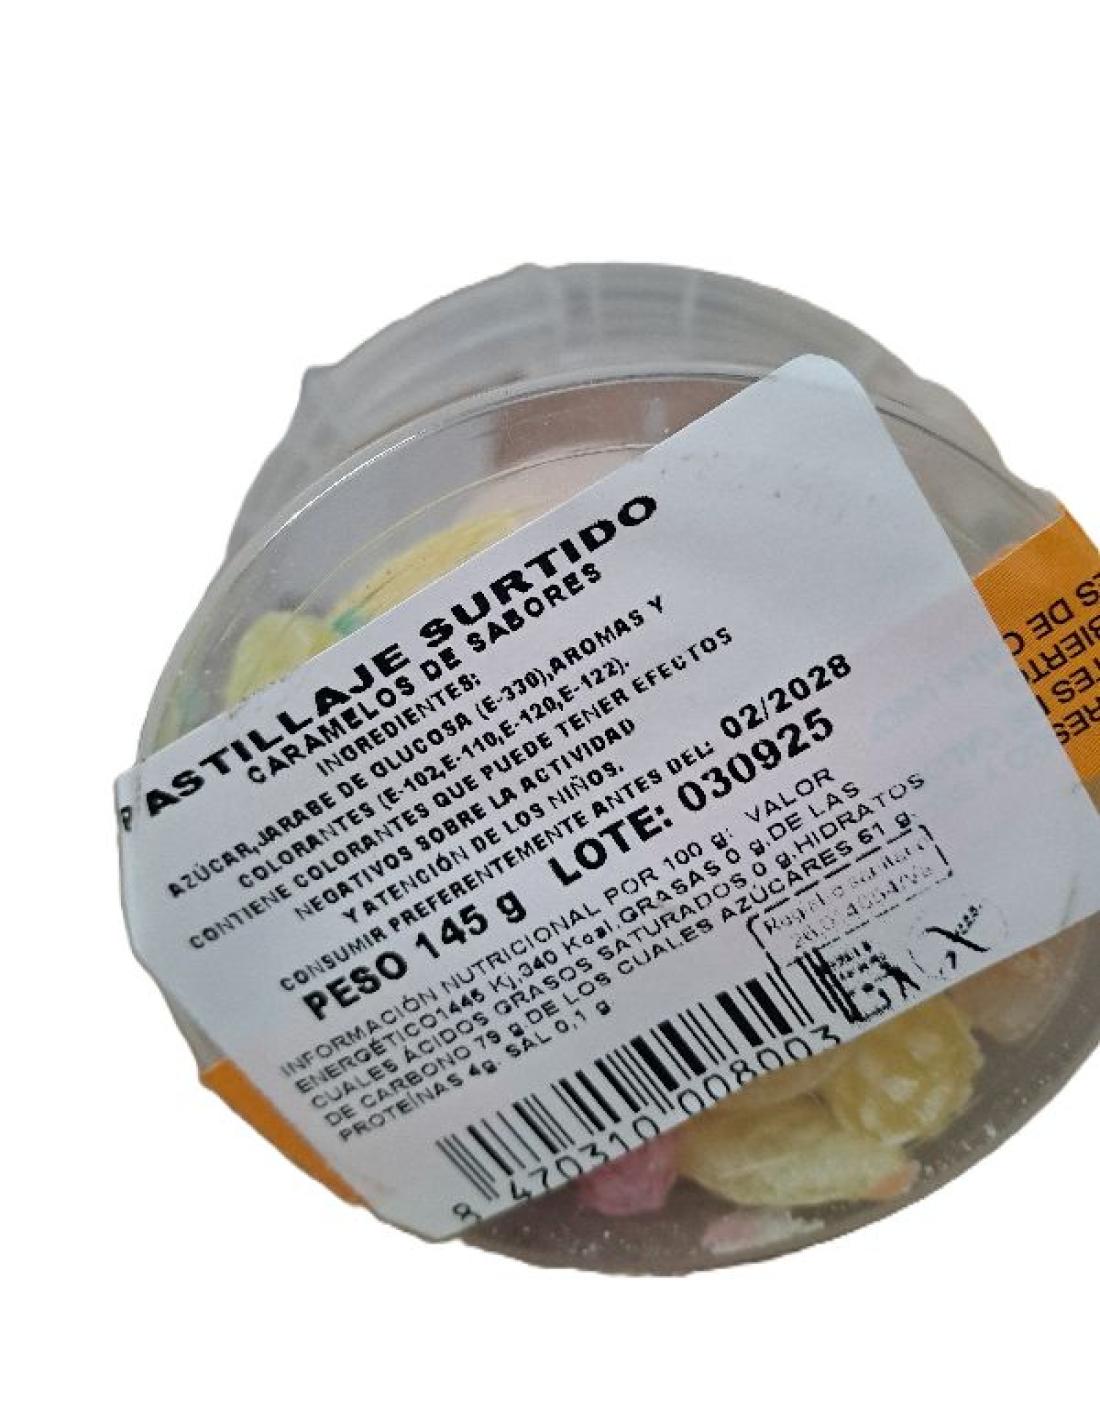 PASTILLAJE SURTIDO
CARAMELOS DE SABORES
INGREDIENTES:
AZÚCAR,JARABE DE GLUCOSA (E-330),AROMAS Y
COLORANTES (E-102,E-110,E-120,E-122).
CONTIENE COLORANTES QUE PUEDE TENER EFECTOS
NEGATIVOS SOBRE LA ACTIVIDAD
Y ATENCIÓN DE LOS NIÑOS.
CONSUMIR PREFERENTEMENTE ANTES DEL: 02/2028
PESO 145 g LOTE: 030925
INFORMACIÓN NUTRICIONAL POR 100 g: VALOR
ENERGÉTICO1445 Kj,340 Kcal,GRASAS 0 g.DE LAS
CUALES ÁCIDOS GRASOS SATURADOS 0 g.HIDRATOS
DE CARBONO 79 g.DE LOS CUALES AZÚCARES 61 g.
PROTEÍNAS 4g. SAL 0,1 g
Registro sanitario
8 470310 008003
ES DE